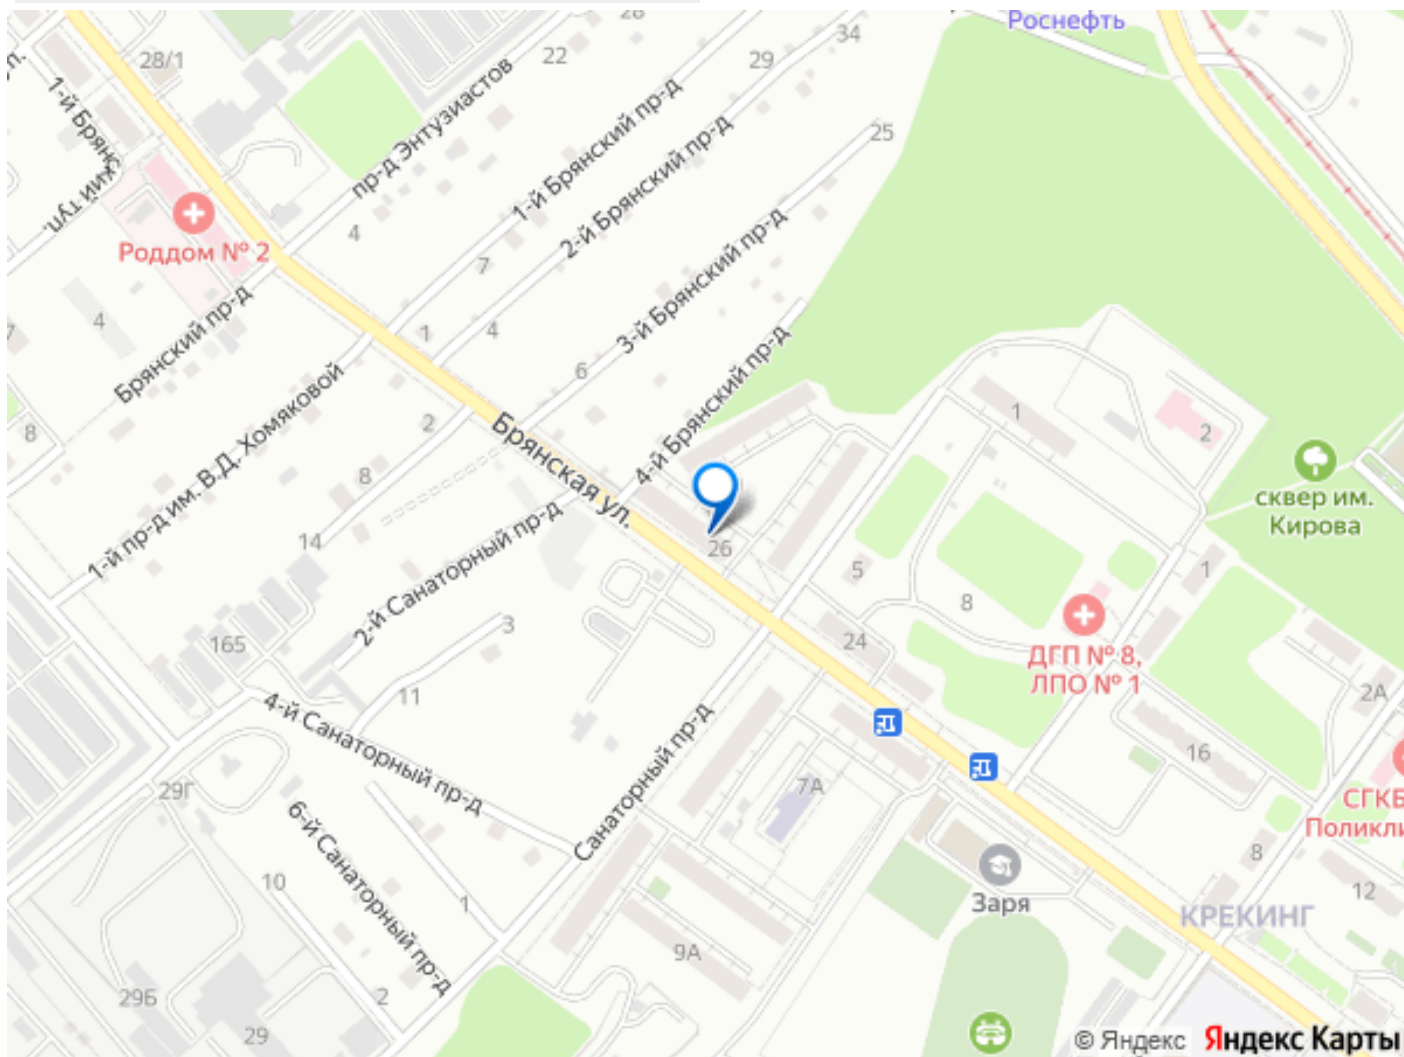 Роснефть
28
34
28/1
22
29
1-й Брянский туп.
пр-д Энтузиастов
1-й Брянский пр-д
2-й Брянский пр-д
25
Роддом № 2
4
7
3-й Брянский пр-д
4
Брянский пр-д
1
4
6
4-й Брянский пр-д
8
1-й пр-д им. В.Д. Хомяковой
2
Брянская ул.
1
2
сквер им.
Кирова
8
14
2-й Санаторный пр-д
26
5
8
1
3
165
24
ДГП № 8,
ЛПО № 1
11
2А
4-й Санаторный пр-д
Санаторный пр-д
16
29Г
7А
СГКБ
Поликли
6-й Санаторный пр-д
8
10
1
Заря
12
КРЕКИНГ
9А
29Б
2
29
© Яндекс Яндекс Карты